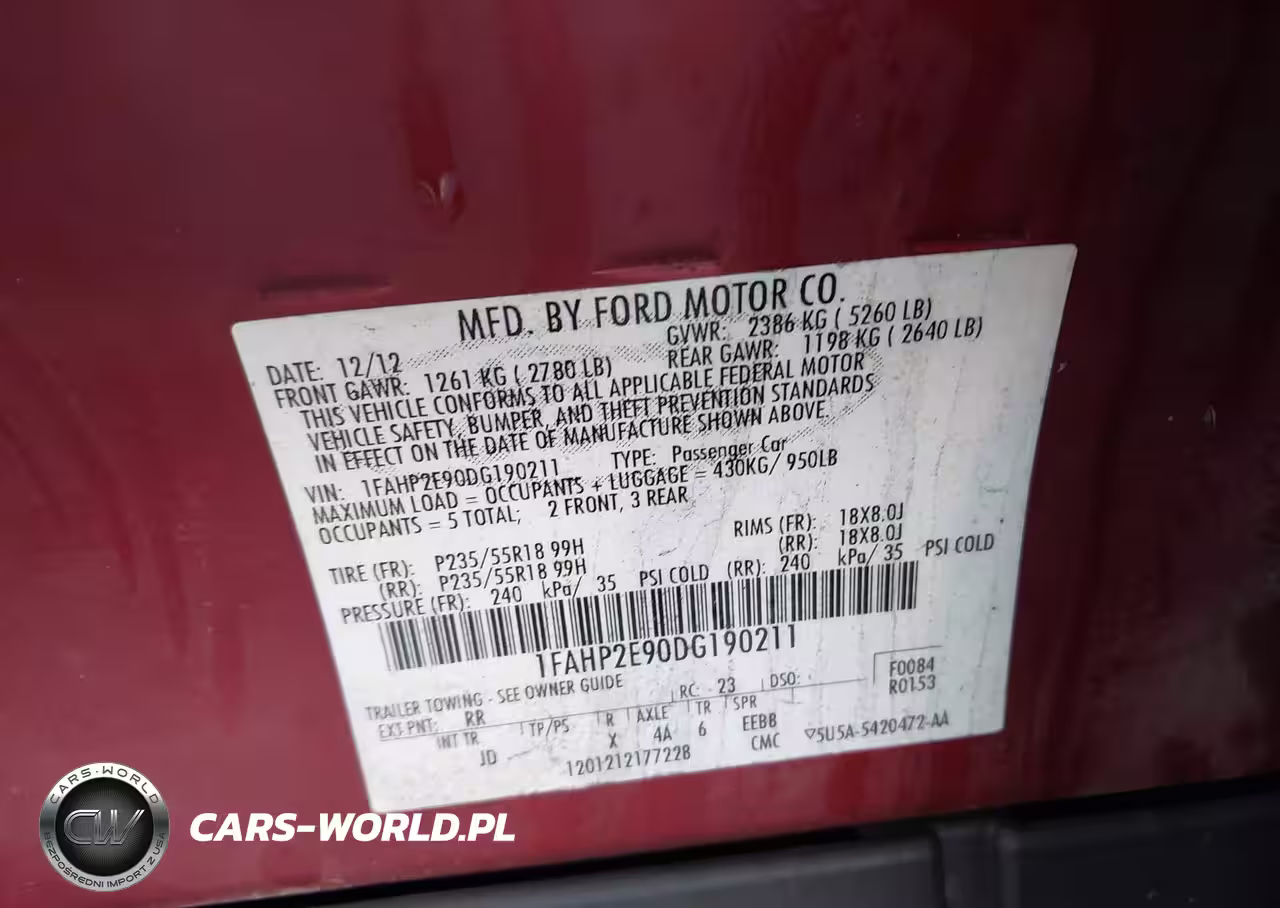 MFD. BY FORD MOTOR CO.
DATE: 12/12 GVWR: 2386 KG ( 5260 LB)
FRONT GAWR: 1261 KG ( 2780 LB) REAR GAWR: 1198 KG ( 2640 LB)
THIS VEHICLE CONFORMS TO ALL APPLICABLE FEDERAL MOTOR
VEHICLE SAFETY, BUMPER, AND THEFT PREVENTION STANDARDS
IN EFFECT ON THE DATE OF MANUFACTURE SHOWN ABOVE.
VIN: 1FAHP2E90DG190211 TYPE: Passenger Car
MAXIMUM LOAD = OCCUPANTS + LUGGAGE = 430KG/ 950LB
OCCUPANTS = 5 TOTAL; 2 FRONT, 3 REAR
TIRE (FR): P235/55R18 99H RIMS (FR): 18X8.0J
(RR): P235/55R18 99H (RR): 18X8.0J
PRESSURE (FR): 240 kPa/ 35 PSI COLD (RR): 240 kPa/ 35 PSI COLD
1FAHP2E90DG190211
TRAILER TOWING - SEE OWNER GUIDE
EXT PNT: RR RC: 23 DSO: F0084
R0153
INT TR TP/PS R AXLE TR SPR
JD X 4A 6 EEBB
1201212177228 CMC ▽5U5A-5420472-AA
CARS-WORLD
CW
BEZPOŚREDNI IMPORT Z USA
CARS-WORLD.PL